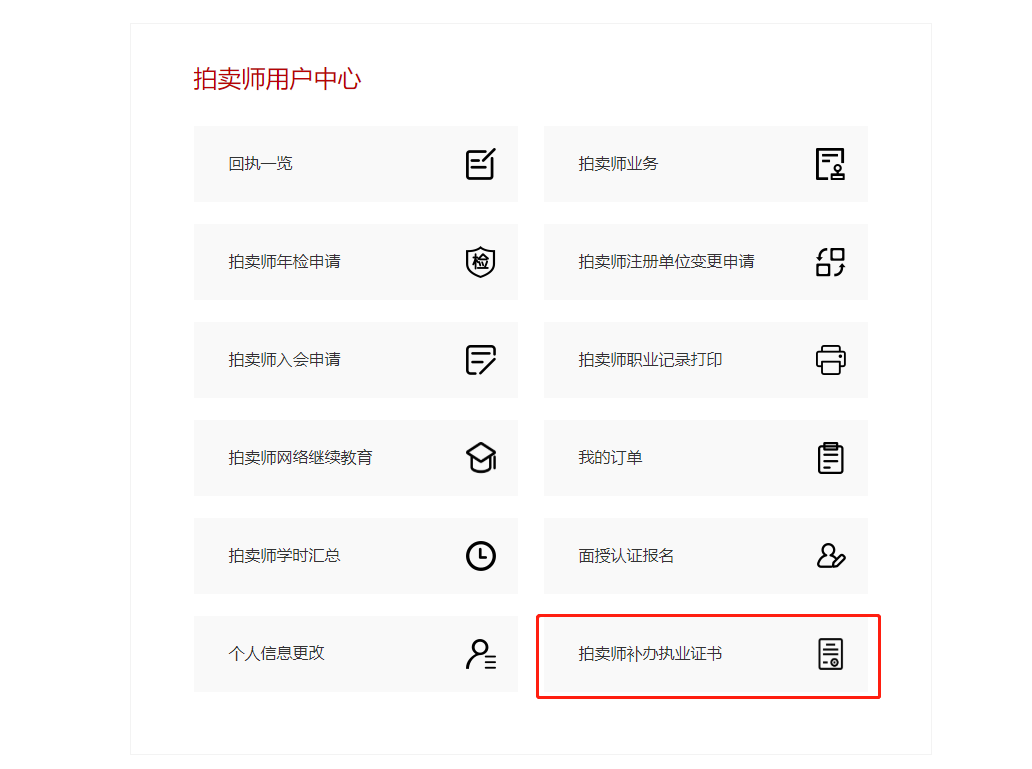 拍卖师用户中心
回执一览
拍卖师业务
拍卖师年检申请
检
拍卖师注册单位变更申请
拍卖师入会申请
拍卖师职业记录打印
拍卖师网络继续教育
我的订单
拍卖师学时汇总
面授认证报名
个人信息更改
拍卖师补办执业证书